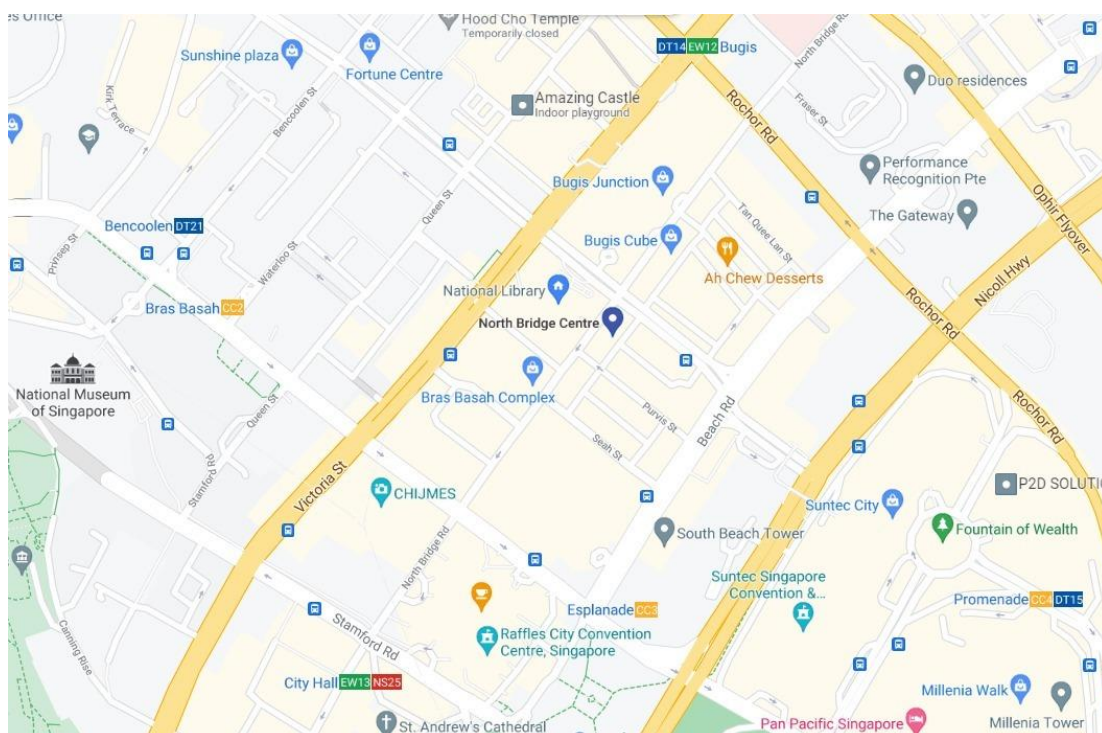 es Office
Hood Cho Temple
Temporarily closed
North Bridge Rd
Sunshine plaza
Fortune Centre
DT14 EW12 Bugis
Duo residences
Kirk Terrace
Bencoolen St
Amazing Castle
Indoor playground
Rochor Rd
Fraser St
Performance
Recognition Pte
Ophir Flyover
Bugis Junction
Queen St
The Gateway
Bencoolen DT21
Prinsep St
Waterloo St
Bugis Cube
Tan Quee Lan St
Ah Chew Desserts
Nicoll Hwy
National Library
Bras Basah CC2
North Bridge Centre
Rochor Rd
National Museum
of Singapore
Bras Basah Complex
Queen St
Purvis St
Beach Rd
Rochor Rd
Seah St
Stamford Rd
Victoria St
CHIJMES
P2D SOLUTI
Suntec City
Fountain of Wealth
South Beach Tower
North Bridge Rd
Suntec Singapore
Convention &...
Esplanade CC3
Promenade CC4 DT15
Stamford Rd
Raffles City Convention
Centre, Singapore
Canning Rise
City Hall EW13 NS25
Millenia Walk
St. Andrew's Cathedral
Pan Pacific Singapore
Millenia Tower